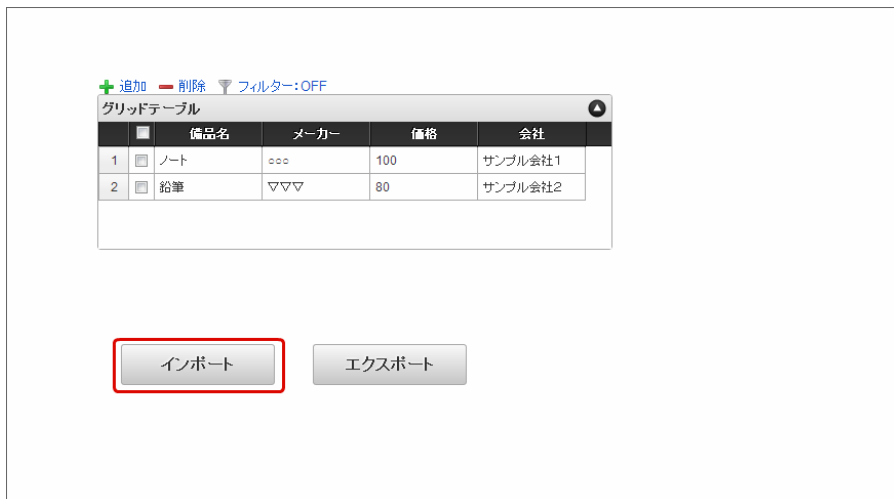 追加 削除 フィルター:OFF
グリッドテーブル
備品名 メーカー 価格 会社
1 ノート ○○○ 100 サンプル会社1
2 鉛筆 ▽▽▽ 80 サンプル会社2
インポート エクスポート